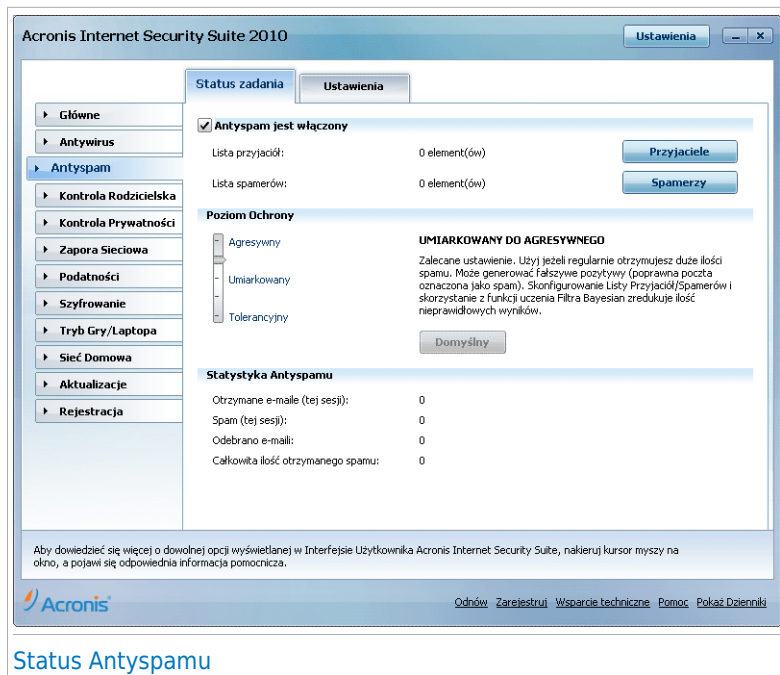 Acronis Internet Security Suite 2010
Ustawienia
Status zadania
Ustawienia
Główne
Antywirus
Antyspam
Kontrola Rodzicielska
Kontrola Prywatności
Zapora Sieciowa
Podatności
Szyfrowanie
Tryb Gry/Laptopa
Sieć Domowa
Aktualizacje
Rejestracja
Antyspam jest włączony
Lista przyjaciół: 0 element(ów) Przyjaciele
Lista spamerów: 0 element(ów) Spamerzy
Poziom Ochrony
Agresywny
Umiarkowany
Tolerancyjny
UMIARKOWANY DO AGRESYWNEGO
Zalecane ustawienie. Użyj jeżeli regularnie otrzymujesz duże ilości
spamu. Może generować fałszywe pozytywy (poprawna poczta
oznaczona jako spam). Skonfigurowanie Listy Przyjaciół/Spamerów i
skorzystanie z funkcji uczenia Filtra Bayesian zredukuje ilość
nieprawidłowych wyników.
Domyślny
Statystyka Antyspamu
Otrzymane e-maile (tej sesji): 0
Spam (tej sesji): 0
Odebrano e-maili: 0
Całkowita ilość otrzymanego spamu: 0
Aby dowiedzieć się więcej o dowolnej opcji wyświetlanej w Interfejsie Użytkownika Acronis Internet Security Suite, nakieruj kursor myszy na
okno, a pojawi się odpowiednia informacja pomocnicza.
Acronis
Odnów Zarejestruj Wsparcie techniczne Pomoc Pokaż Dzienniki
Status Antyspamu